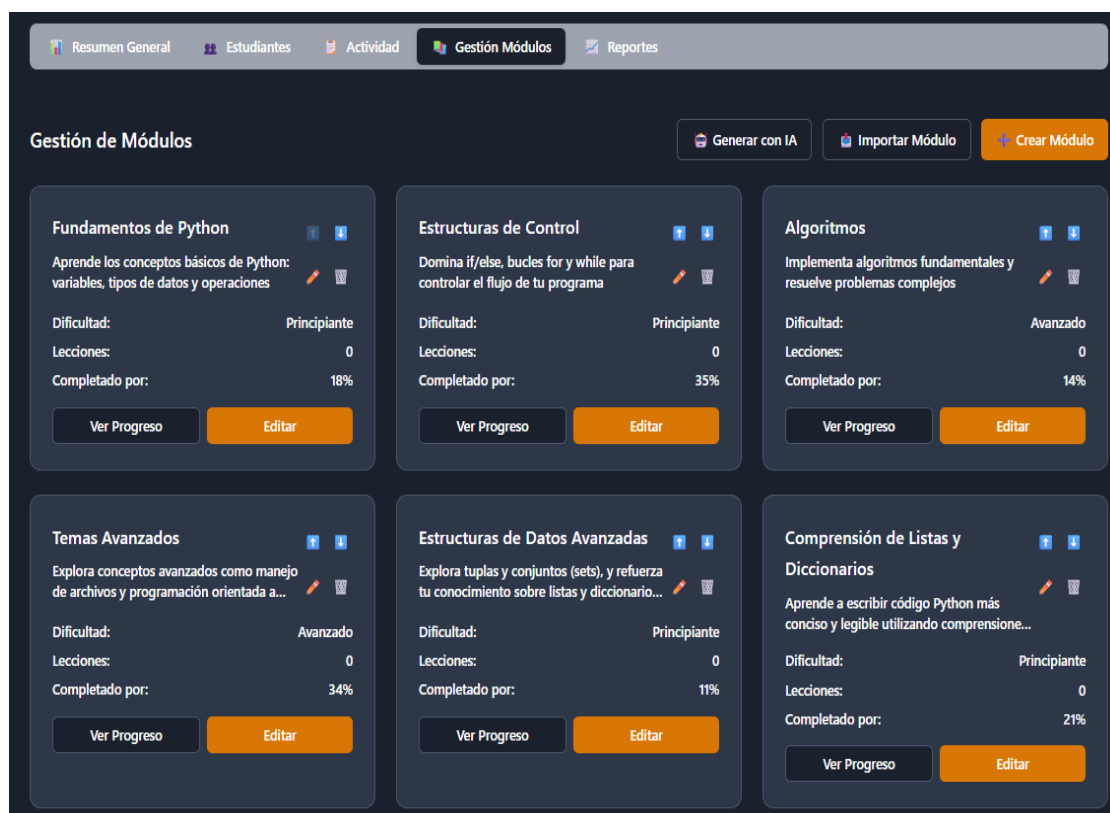 Resumen General Estudiantes Actividad Gestión Módulos Reportes
Gestión de Módulos
Generar con IA Importar Módulo Crear Módulo
Fundamentos de Python
Aprende los conceptos básicos de Python:
variables, tipos de datos y operaciones
Dificultad: Principiante
Lecciones: 0
Completado por: 18%
Ver Progreso Editar
Estructuras de Control
Domina if/else, bucles for y while para
controlar el flujo de tu programa
Dificultad: Principiante
Lecciones: 0
Completado por: 35%
Ver Progreso Editar
Algoritmos
Implementa algoritmos fundamentales y
resuelve problemas complejos
Dificultad: Avanzado
Lecciones: 0
Completado por: 14%
Ver Progreso Editar
Temas Avanzados
Explora conceptos avanzados como manejo
de archivos y programación orientada a...
Dificultad: Avanzado
Lecciones: 0
Completado por: 34%
Ver Progreso Editar
Estructuras de Datos Avanzadas
Explora tuplas y conjuntos (sets), y refuerza
tu conocimiento sobre listas y diccionario...
Dificultad: Principiante
Lecciones: 0
Completado por: 11%
Ver Progreso Editar
Comprensión de Listas y
Diccionarios
Aprende a escribir código Python más
conciso y legible utilizando comprensione...
Dificultad: Principiante
Lecciones: 0
Completado por: 21%
Ver Progreso Editar